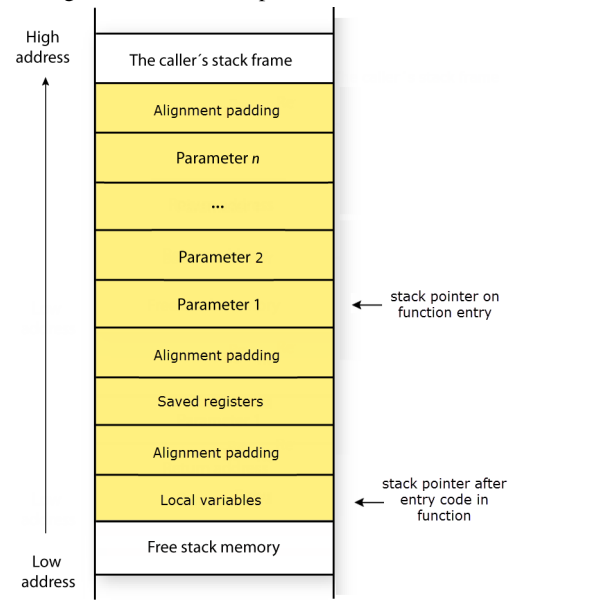 High
address
The caller´s stack frame
Alignment padding
Parameter n
...
Parameter 2
Parameter 1
stack pointer on
function entry
Alignment padding
Saved registers
Alignment padding
Local variables
stack pointer after
entry code in
function
Free stack memory
Low
address